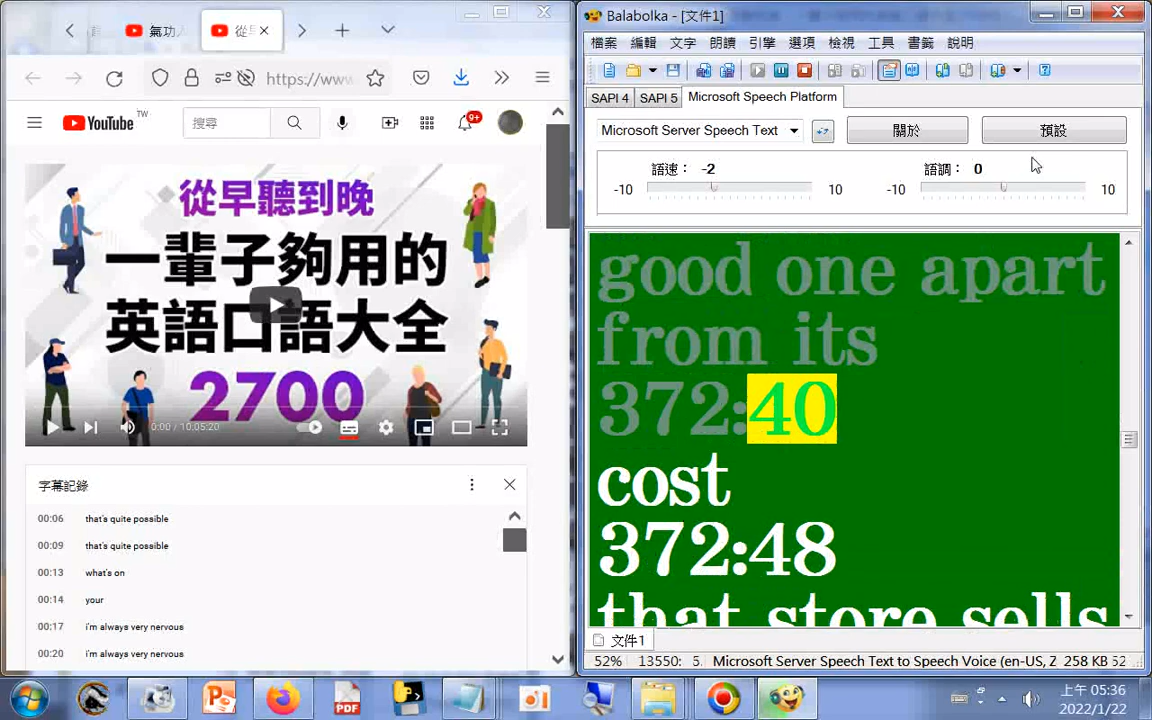 氣功
從
https://www
YouTube TW
搜尋
9+
從早聽到晚
一輩子夠用的
英語口語大全
2700
0:00 / 10:05:20
字幕記錄
00:06 that's quite possible
00:09 that's quite possible
00:13 what's on
00:14 your
00:17 i'm always very nervous
00:20 i'm always very nervous
Balabolka - [文件1]
檔案 編輯 文字 朗讀 引擎 選項 檢視 工具 書籤 說明
SAPI 4 SAPI 5 Microsoft Speech Platform
Microsoft Server Speech Text 關於 預設
語速： -2 語調： 0
-10 10 -10 10
good one apart
from its
372:40
cost
372:48
that store sells
文件1
52% 13550: 5. Microsoft Server Speech Text to Speech Voice (en-US, Z 258 KB 52
PDF
上午 05:36
2022/1/22